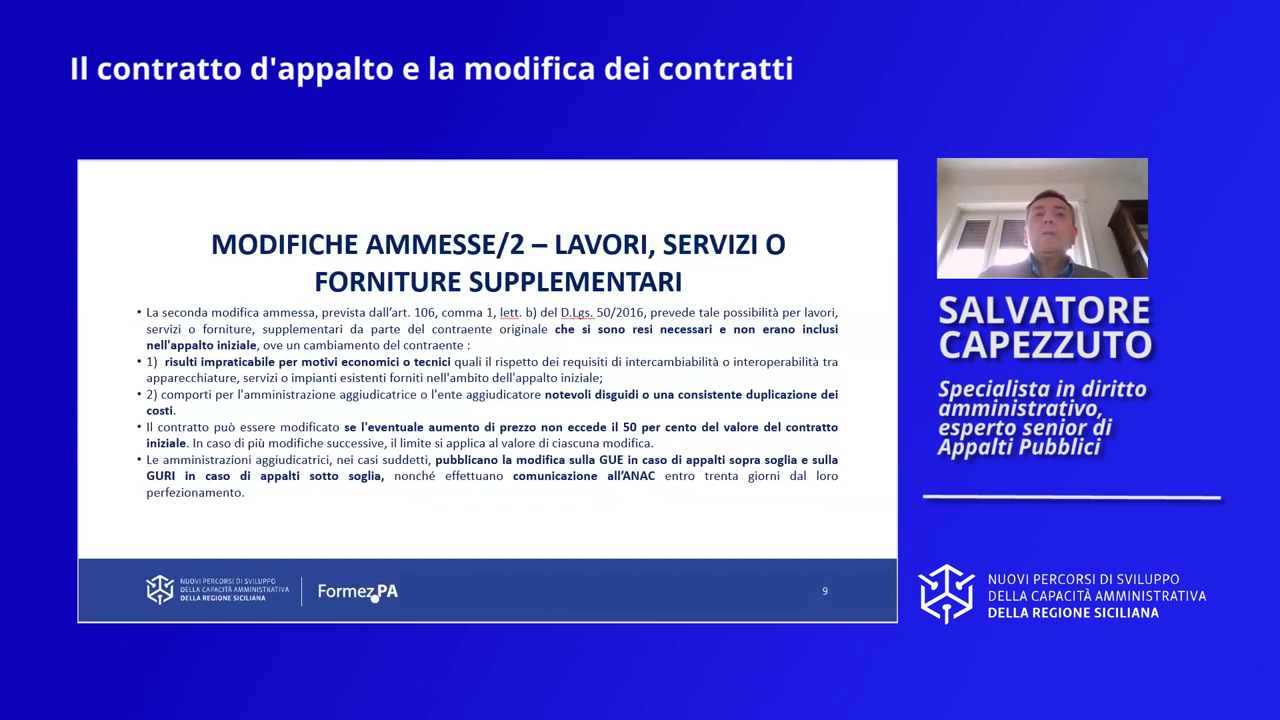 Il contratto d'appalto e la modifica dei contratti
MODIFICHE AMMESSE/2 – LAVORI, SERVIZI O
FORNITURE SUPPLEMENTARI
• La seconda modifica ammessa, prevista dall’art. 106, comma 1, lett. b) del D.Lgs. 50/2016, prevede tale possibilità per lavori,
servizi o forniture, supplementari da parte del contraente originale che si sono resi necessari e non erano inclusi
nell'appalto iniziale, ove un cambiamento del contraente :
• 1) risulti impraticabile per motivi economici o tecnici quali il rispetto dei requisiti di intercambiabilità o interoperabilità tra
apparecchiature, servizi o impianti esistenti forniti nell'ambito dell'appalto iniziale;
• 2) comporti per l'amministrazione aggiudicatrice o l'ente aggiudicatore notevoli disguidi o una consistente duplicazione dei
costi.
• Il contratto può essere modificato se l'eventuale aumento di prezzo non eccede il 50 per cento del valore del contratto
iniziale. In caso di più modifiche successive, il limite si applica al valore di ciascuna modifica.
• Le amministrazioni aggiudicatrici, nei casi suddetti, pubblicano la modifica sulla GUE in caso di appalti sopra soglia e sulla
GURI in caso di appalti sotto soglia, nonché effettuano comunicazione all’ANAC entro trenta giorni dal loro
perfezionamento.
NUOVI PERCORSI DI SVILUPPO
DELLA CAPACITÀ AMMINISTRATIVA
DELLA REGIONE SICILIANA
Formez PA
9
SALVATORE
CAPEZZUTO
Specialista in diritto
amministrativo,
esperto senior di
Appalti Pubblici
NUOVI PERCORSI DI SVILUPPO
DELLA CAPACITÀ AMMINISTRATIVA
DELLA REGIONE SICILIANA